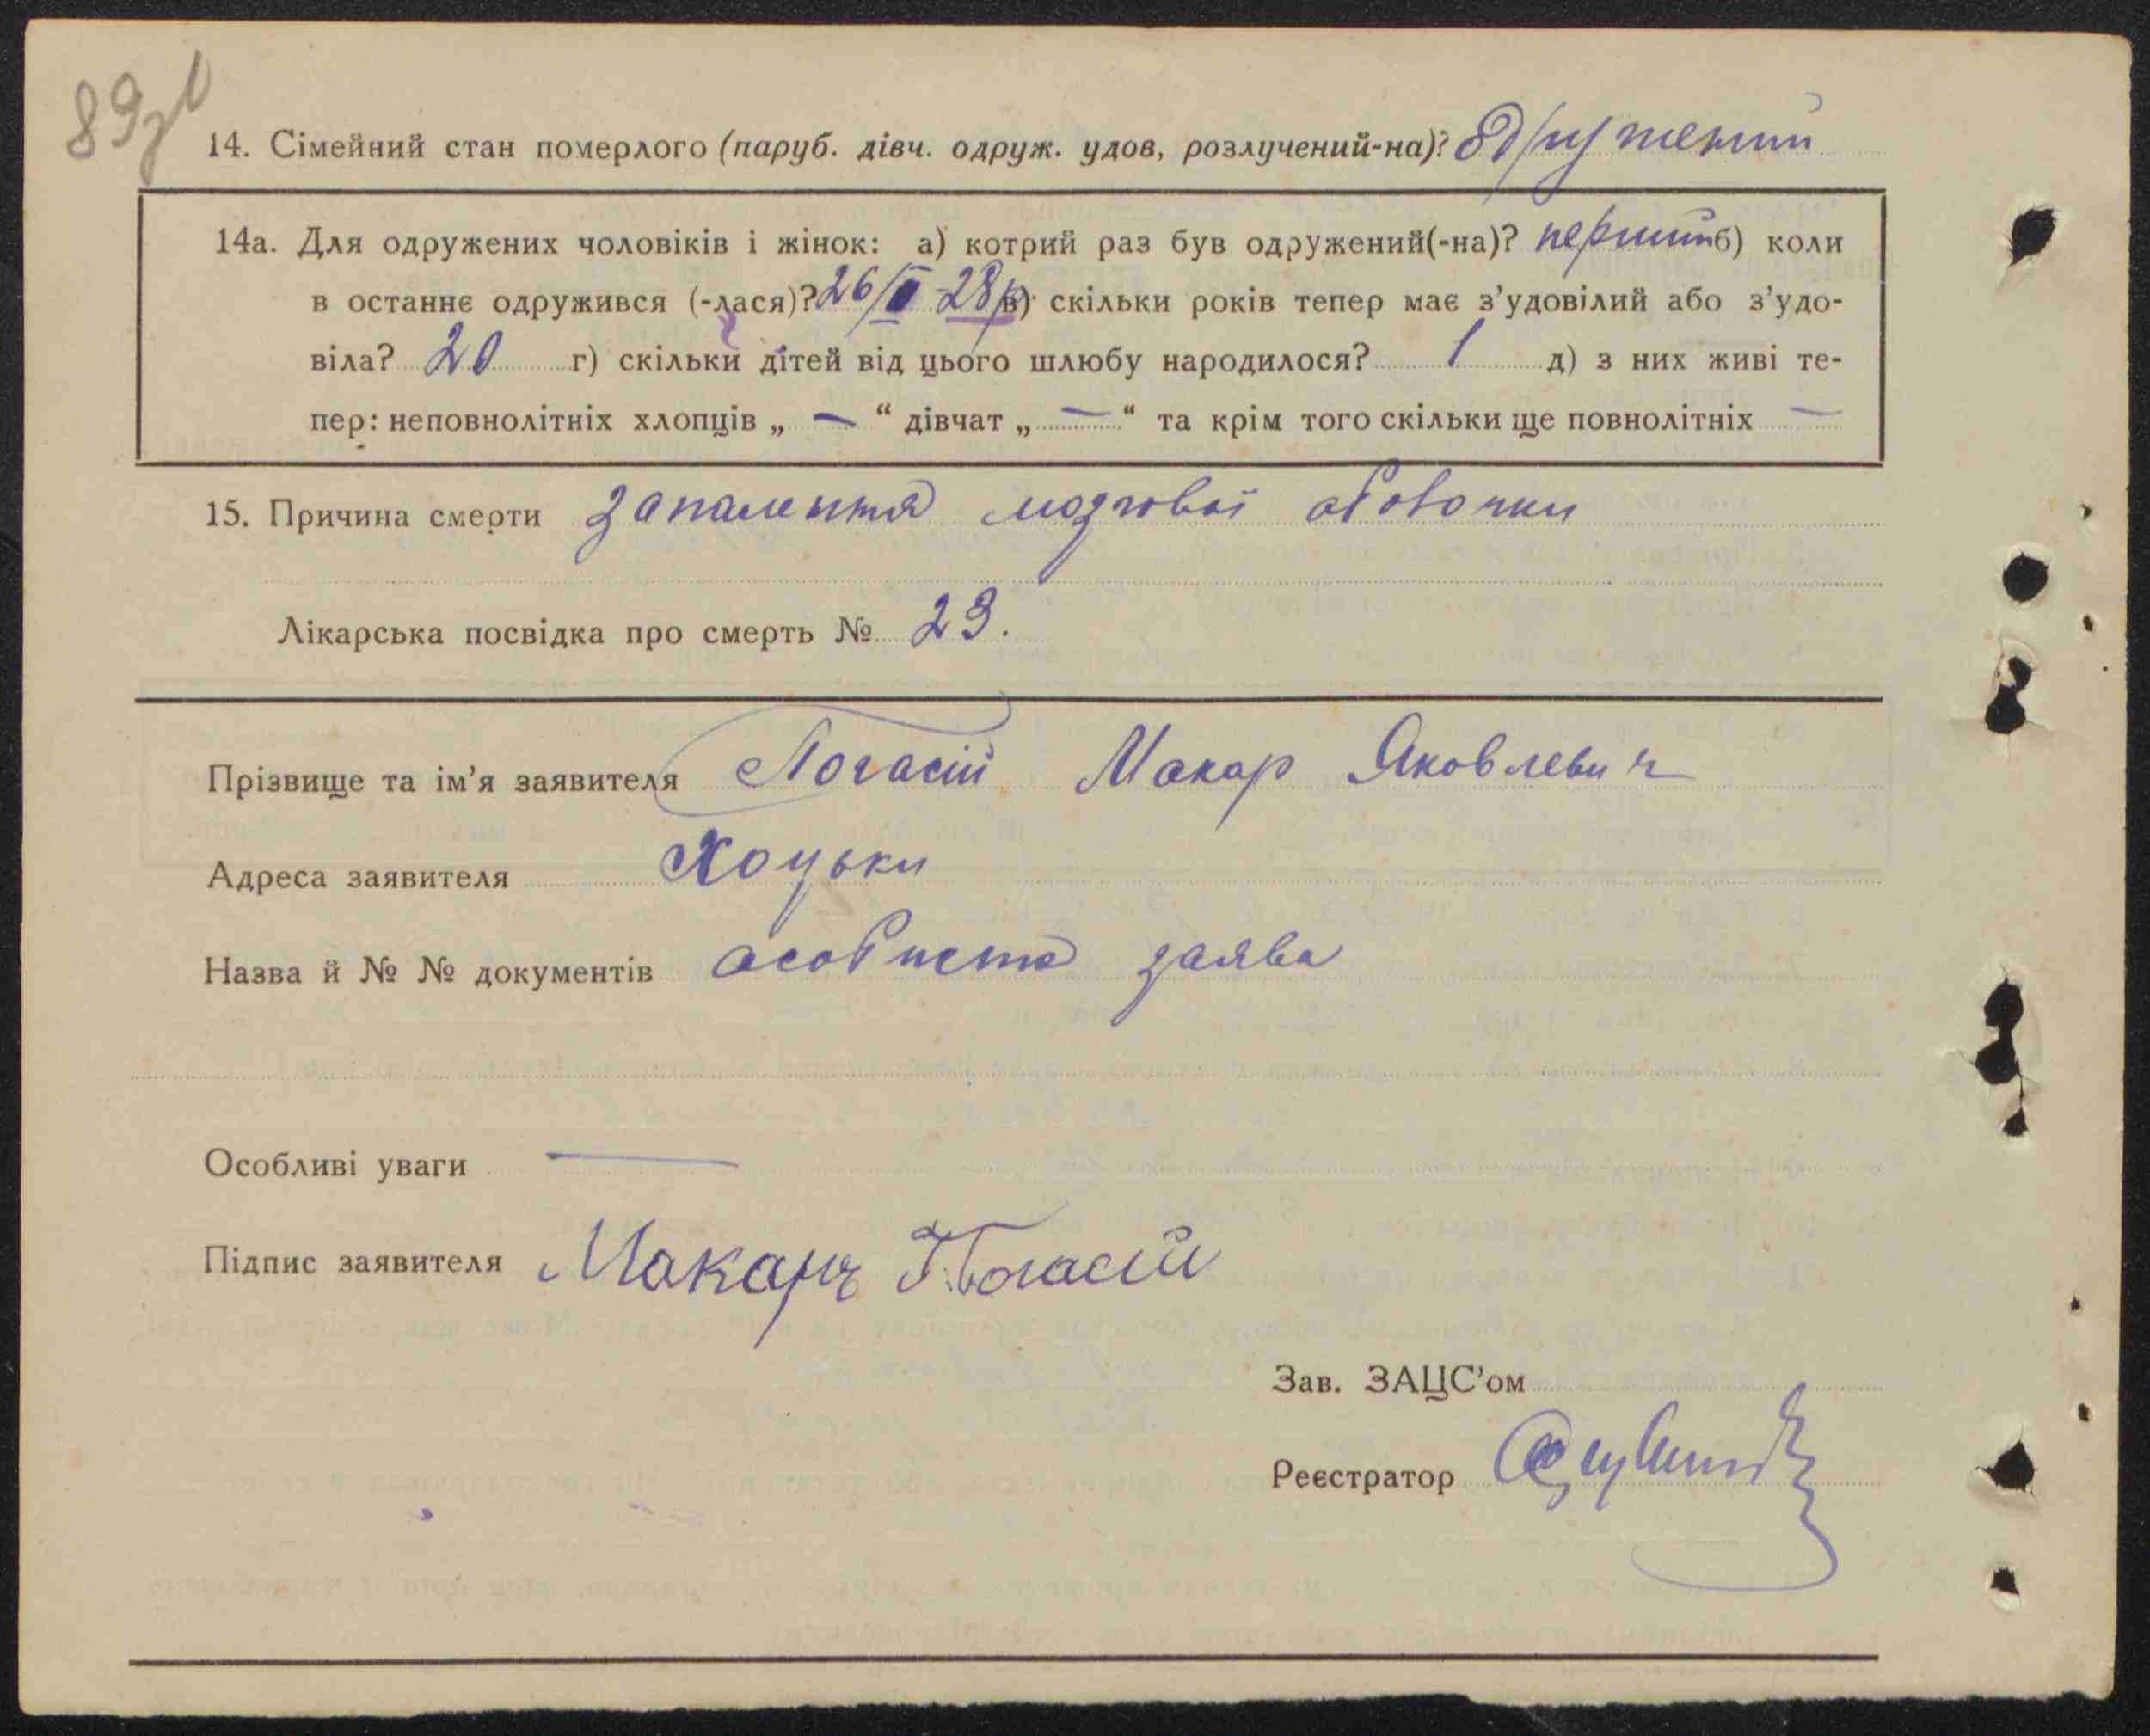 89зв
14. Сімейний стан померлого (паруб. дівч. одруж. удов, розлучений-на)? Одружений
14а. Для одружених чоловіків і жінок: а) котрий раз був одружений(-на)? перший б) коли
в останнє одружився (-лася)? 26/ІІ 28р в) скільки років тепер має з’удовілий або з’удо-
віла? 20 г) скільки дітей від цього шлюбу народилося? 1 д) з них живі те-
пер: неповнолітніх хлопців „ — “ дівчат „ — “ та крім того скільки ще повнолітніх —
15. Причина смерти запалення мозгової оболочки
Лікарська посвідка про смерть № 23.
Прізвище та ім’я заявителя Погасій Макар Яковлевич
Адреса заявителя Хоцьки
Назва й № № документів особиста заява
Особливі уваги —
Підпис заявителя Макаръ Погасій
Зав. ЗАЦС’ом
Реєстратор